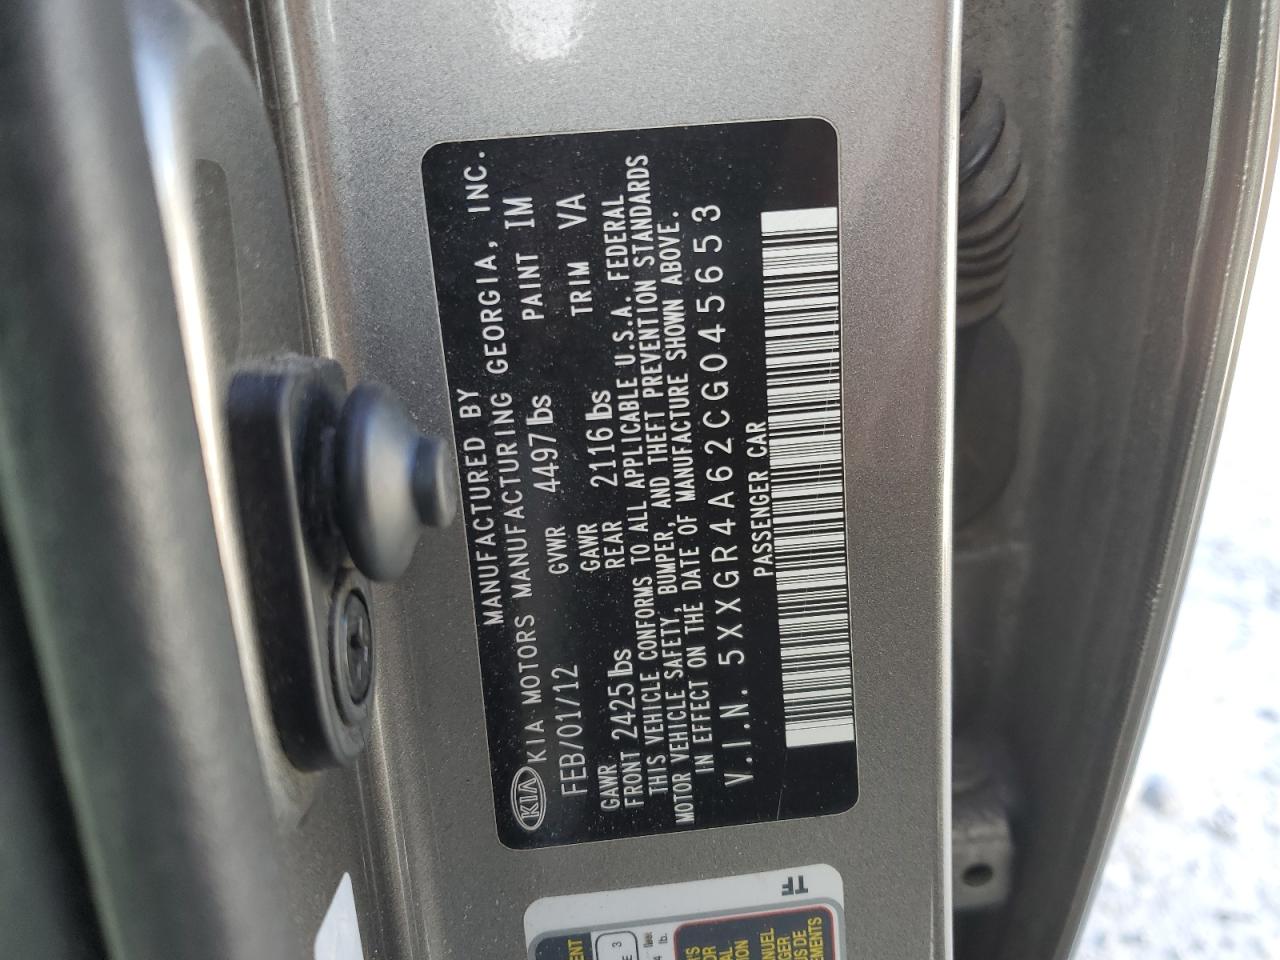 MANUFACTURED BY
KIA KIA MOTORS MANUFACTURING GEORGIA, INC.
FEB/01/12 GVWR 4497 lbs PAINT IM
GAWR FRONT 2425 lbs GAWR REAR 2116 lbs TRIM VA
THIS VEHICLE CONFORMS TO ALL APPLICABLE U.S.A. FEDERAL
MOTOR VEHICLE SAFETY, BUMPER, AND THEFT PREVENTION STANDARDS
IN EFFECT ON THE DATE OF MANUFACTURE SHOWN ABOVE.
V.I.N. 5XXGR4A62CG045653
PASSENGER CAR
TF